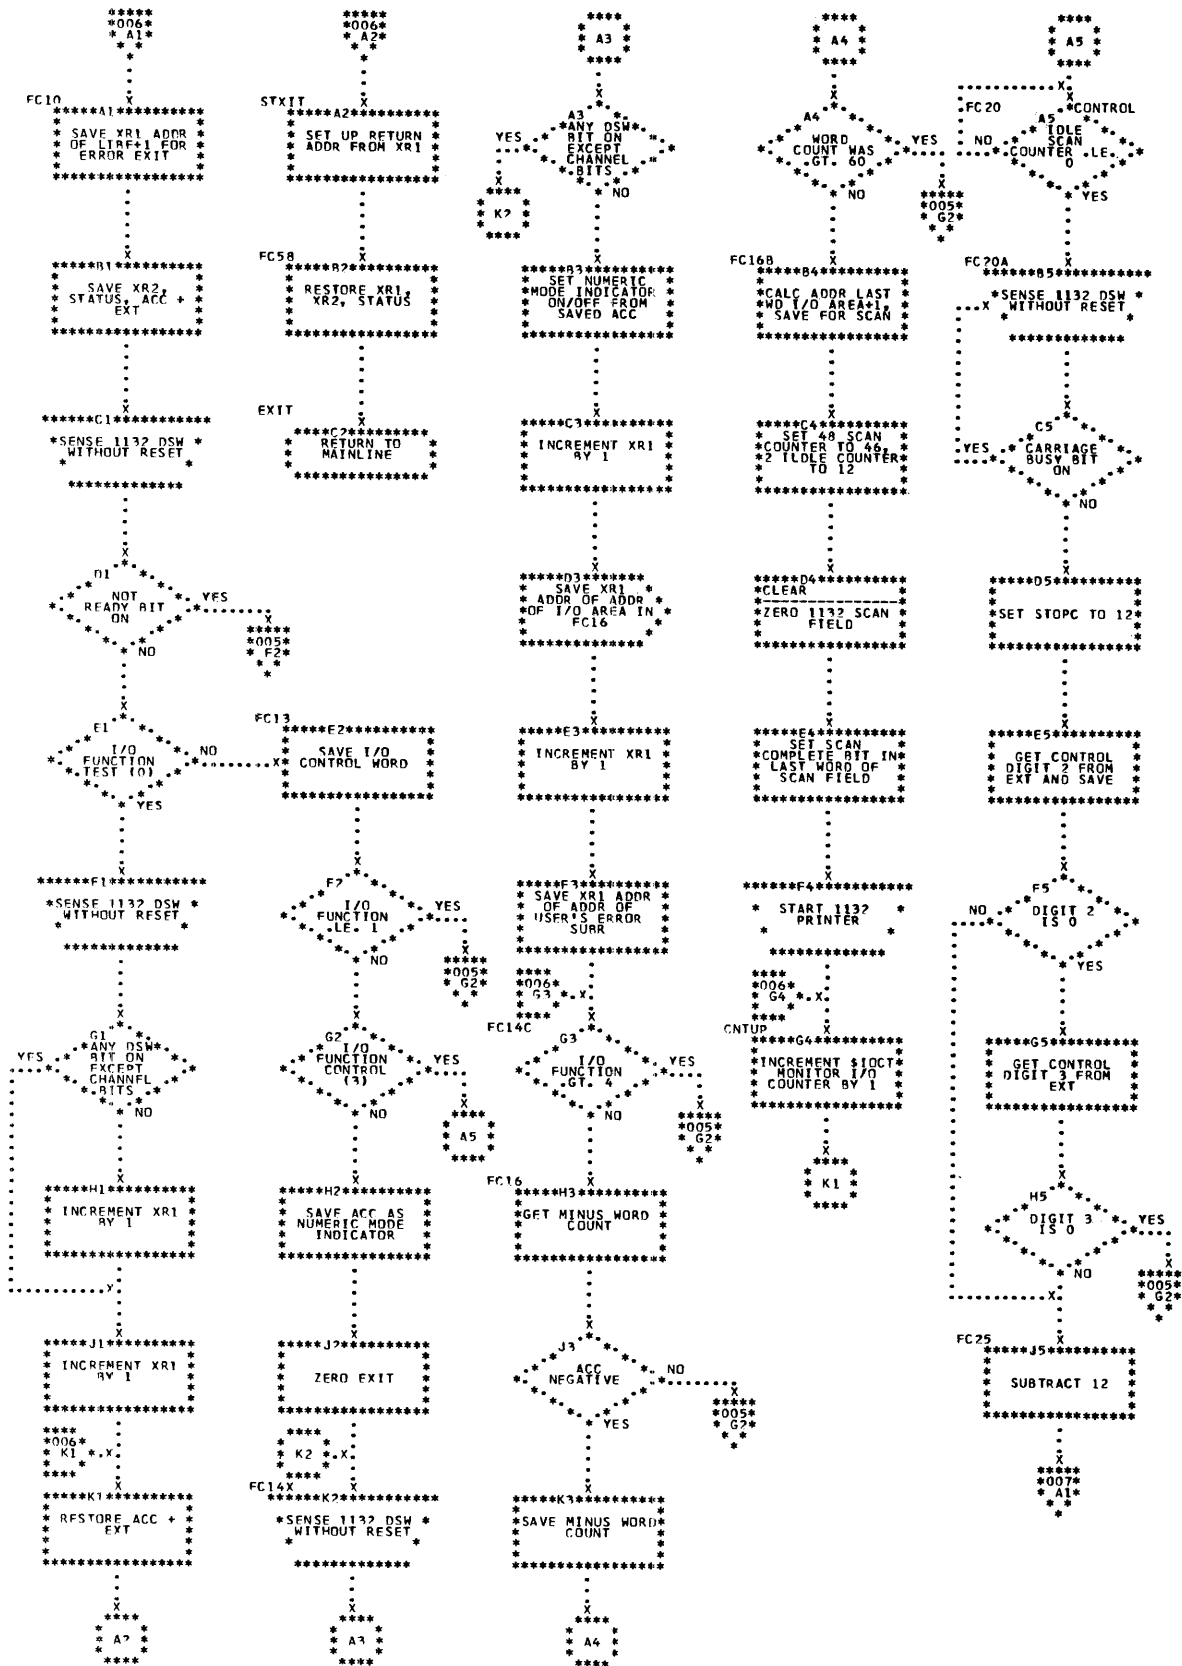 006
A1
FC10
A1
SAVE XR1 ADDR
OF LIBF+1 FOR
ERROR EXIT
B1
SAVE XR2,
STATUS, ACC +
EXT
C1
SENSE 1132 DSW
WITHOUT RESET
D1
NOT
READY BIT
ON
YES
005
F2
NO
E1
I/O
FUNCTION
TEST (0)
NO
YES
F1
SENSE 1132 DSW
WITHOUT RESET
G1
ANY DSW
BIT ON
EXCEPT
CHANNEL
BITS
YES
NO
H1
INCREMENT XR1
BY 1
J1
INCREMENT XR1
BY 1
006
K1
K1
RESTORE ACC +
EXT
A2
006
A2
STXIT
A2
SET UP RETURN
ADDR FROM XR1
FC58
B2
RESTORE XR1,
XR2, STATUS
EXIT
C2
RETURN TO
MAINLINE
FC13
E2
SAVE I/O
CONTROL WORD
F2
I/O
FUNCTION
.LE. 1
YES
005
G2
NO
G2
I/O
FUNCTION
CONTROL
(3)
YES
A5
NO
H2
SAVE ACC AS
NUMERIC MODE
INDICATOR
J2
ZERO EXIT
K2
FC14X
K2
SENSE 1132 DSW
WITHOUT RESET
A3
A3
A3
ANY DSW
BIT ON
EXCEPT
CHANNEL
BITS
YES
K2
NO
B3
SET NUMERIC
MODE INDICATOR
ON/OFF FROM
SAVED ACC
C3
INCREMENT XR1
BY 1
D3
SAVE XR1
ADDR OF ADDR
OF I/O AREA IN
FC16
E3
INCREMENT XR1
BY 1
F3
SAVE XR1 ADDR
OF ADDR OF
USER'S ERROR
SUBR
006
G3
FC14C
G3
I/O
FUNCTION
GT. 4
YES
005
G2
NO
FC16
H3
GET MINUS WORD
COUNT
J3
ACC
NEGATIVE
NO
005
G2
YES
K3
SAVE MINUS WORD
COUNT
A4
A4
A4
WORD
COUNT WAS
GT. 60
YES
005
G2
NO
FC16B
B4
CALC ADDR LAST
WD I/O AREA+1,
SAVE FOR SCAN
C4
SET 48 SCAN
COUNTER TO 46,
2 ILDLE COUNTER
TO 12
D4
CLEAR
ZERO 1132 SCAN
FIELD
E4
SET SCAN
COMPLETE BIT IN
LAST WORD OF
SCAN FIELD
F4
START 1132
PRINTER
006
G4
CNTUP
G4
INCREMENT $IOCT
MONITOR I/O
COUNTER BY 1
K1
A5
FC20
CONTROL
A5
IDLE
SCAN
COUNTER .LE.
0
NO
YES
FC20A
B5
SENSE 1132 DSW
WITHOUT RESET
C5
CARRIAGE
BUSY BIT
ON
YES
NO
D5
SET STOPC TO 12
E5
GET CONTROL
DIGIT 2 FROM
EXT AND SAVE
F5
DIGIT 2
IS 0
NO
YES
G5
GET CONTROL
DIGIT 3 FROM
EXT
H5
DIGIT 3
IS 0
YES
005
G2
NO
FC25
J5
SUBTRACT 12
007
A1